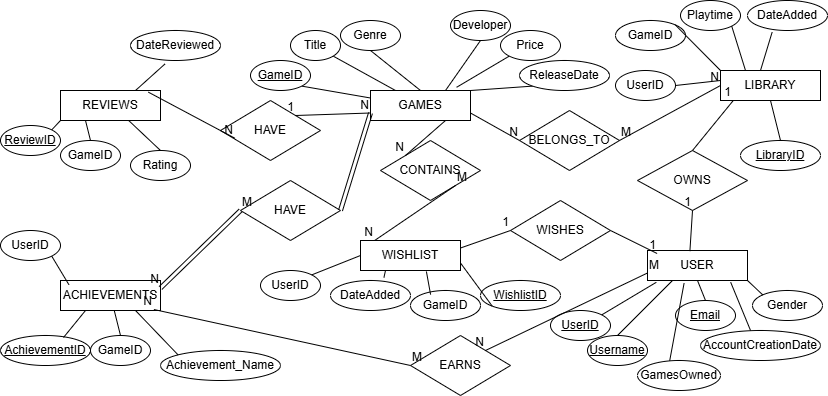 Playtime
DateAdded
Developer
GameID
Genre
Title
Price
DateReviewed
GameID
ReleaseDate
UserID
N
LIBRARY
1
REVIEWS
1
N
GAMES
N
HAVE
N
BELONGS_TO
M
ReviewID
GameID
Rating
N
CONTAINS
M
LibraryID
OWNS
M
HAVE
1
UserID
N
1
WISHES
1
WISHLIST
M
USER
N
ACHIEVEMENTS
N
UserID
DateAdded
GameID
WishlistID
Gender
UserID
Email
AchievementID
GameID
Achievement_Name
M
EARNS
N
Username
AccountCreationDate
GamesOwned